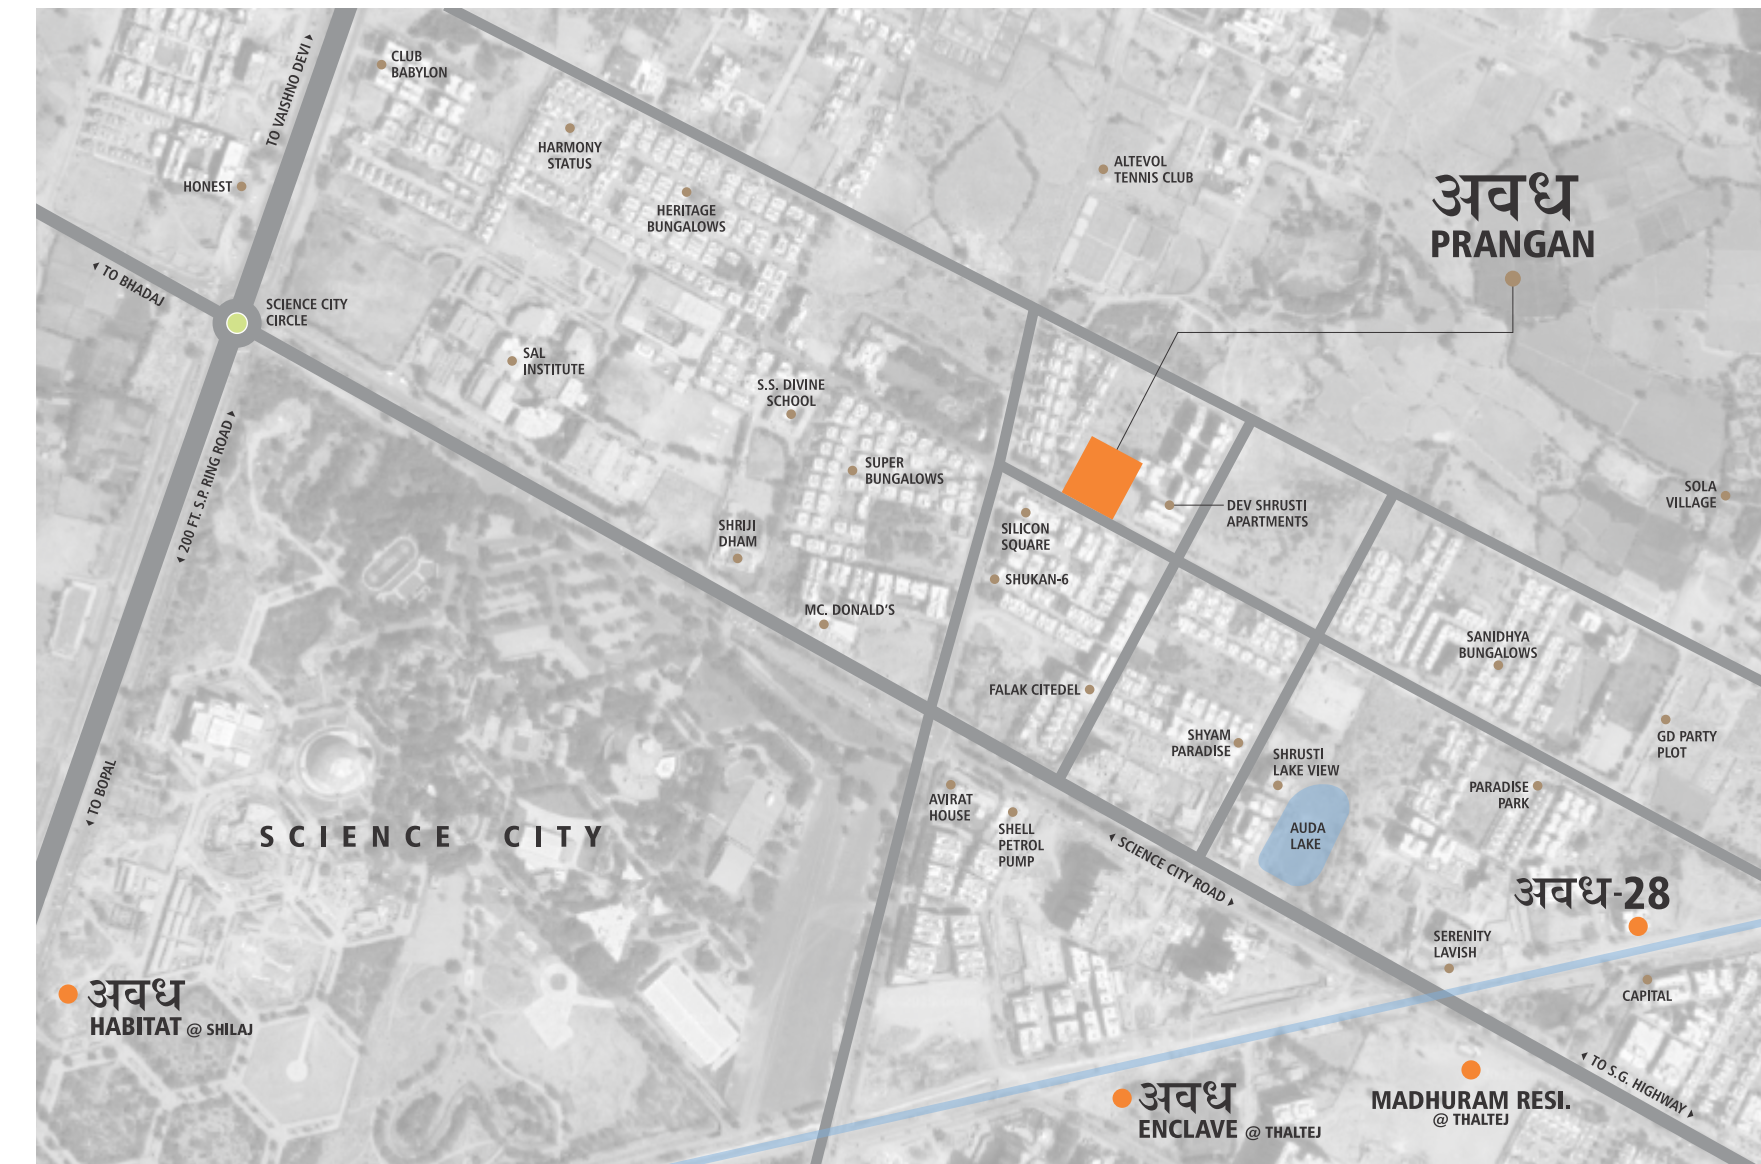 CLUB
BABYLON
TO VAISHNO DEVI
HARMONY
STATUS
HONEST
HERITAGE
BUNGALOWS
ALTEVOL
TENNIS CLUB
अवध
PRANGAN
TO BHADAJ
SCIENCE CITY
CIRCLE
SAL
INSTITUTE
S.S. DIVINE
SCHOOL
200 FT. S.P. RING ROAD
SUPER
BUNGALOWS
SOLA
VILLAGE
DEV SHRUSTI
APARTMENTS
SHRIJI
DHAM
SILICON
SQUARE
SHUKAN-6
MC. DONALD'S
SANIDHYA
BUNGALOWS
FALAK CITEDEL
SHYAM
PARADISE
GD PARTY
PLOT
SHRUSTI
LAKE VIEW
TO BOPAL
AVIRAT
HOUSE
PARADISE
PARK
SCIENCE CITY
SHELL
PETROL
PUMP
AUDA
LAKE
SCIENCE CITY ROAD
अवध-28
SERENITY
LAVISH
CAPITAL
अवध
HABITAT @ SHILAJ
TO S.G. HIGHWAY
अवध
ENCLAVE @ THALTEJ
MADHURAM RESI.
@ THALTEJ